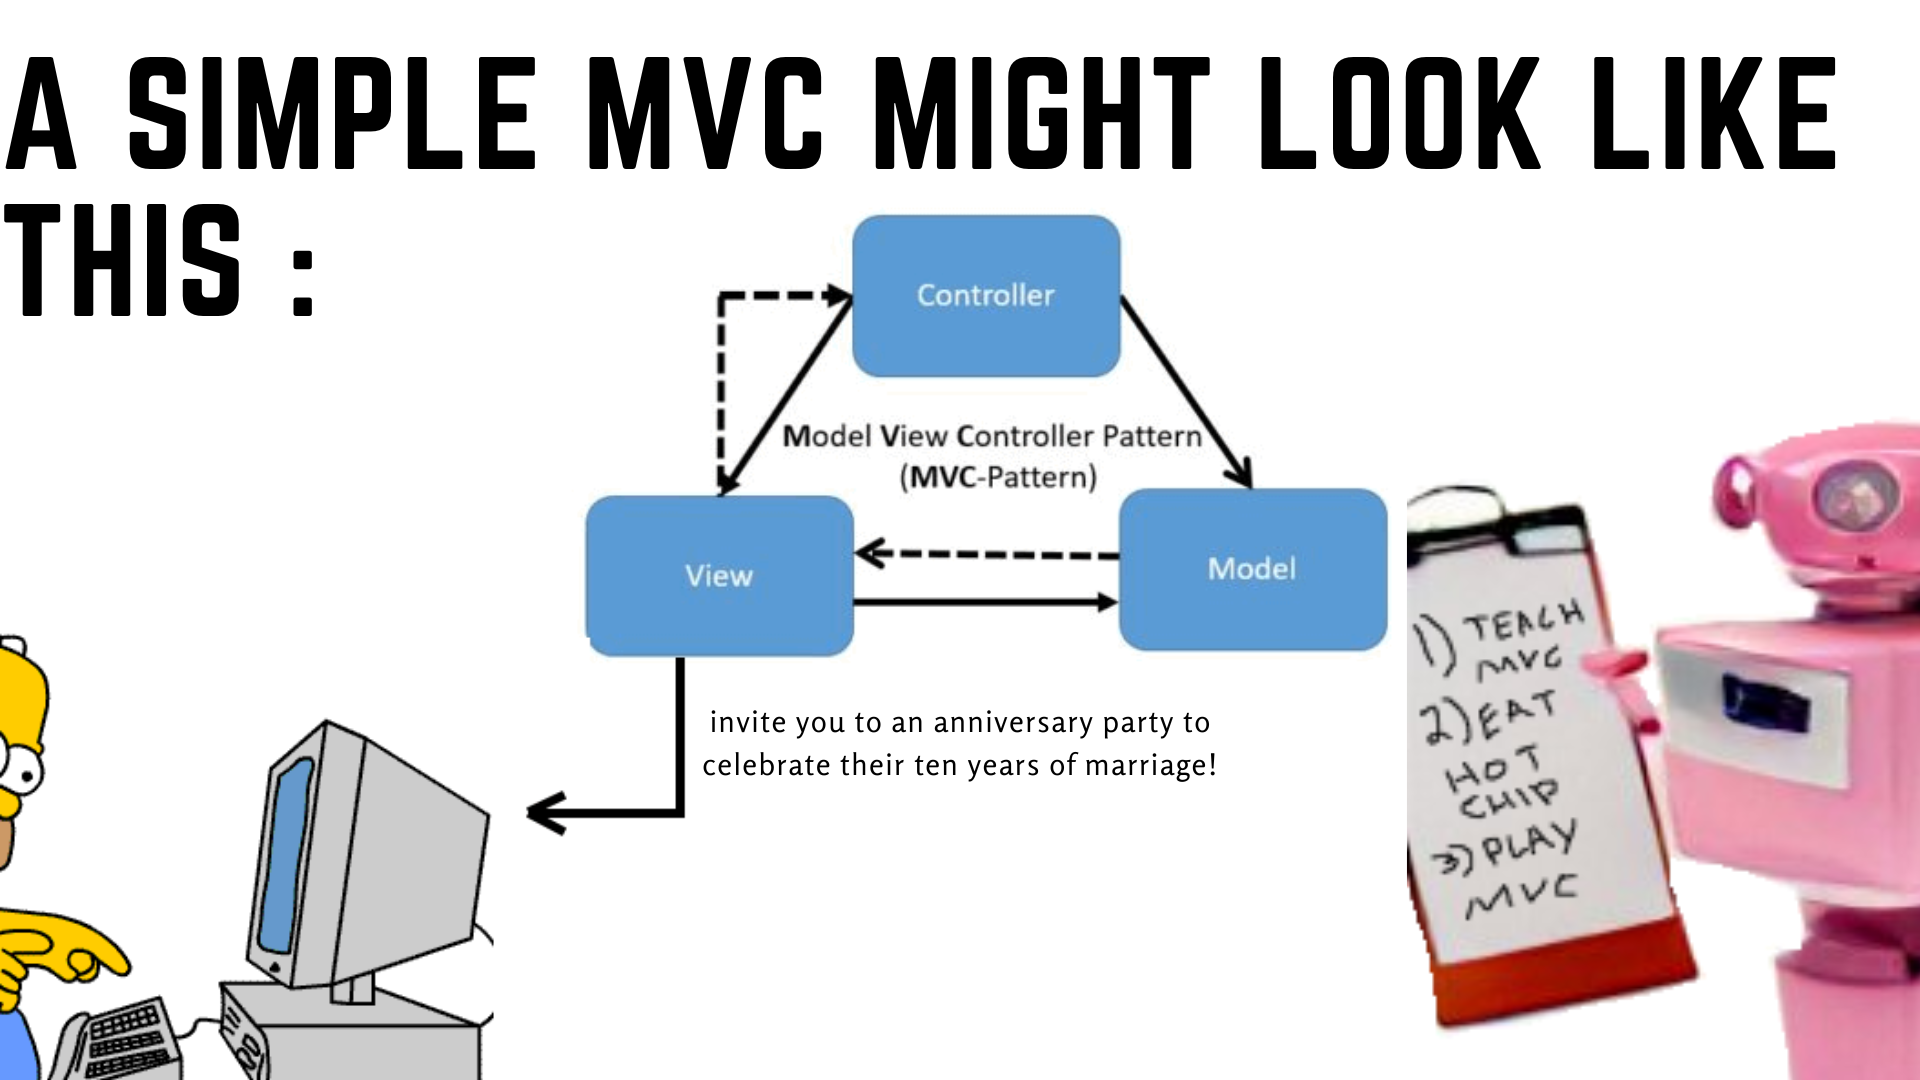 A SIMPLE MVC MIGHT LOOK LIKE
THIS :
Controller
Model View Controller Pattern
(MVC-Pattern)
View
Model
invite you to an anniversary party to
celebrate their ten years of marriage!
1) TEACH
MVC
2) EAT
HOT
CHIP
3) PLAY
MVC